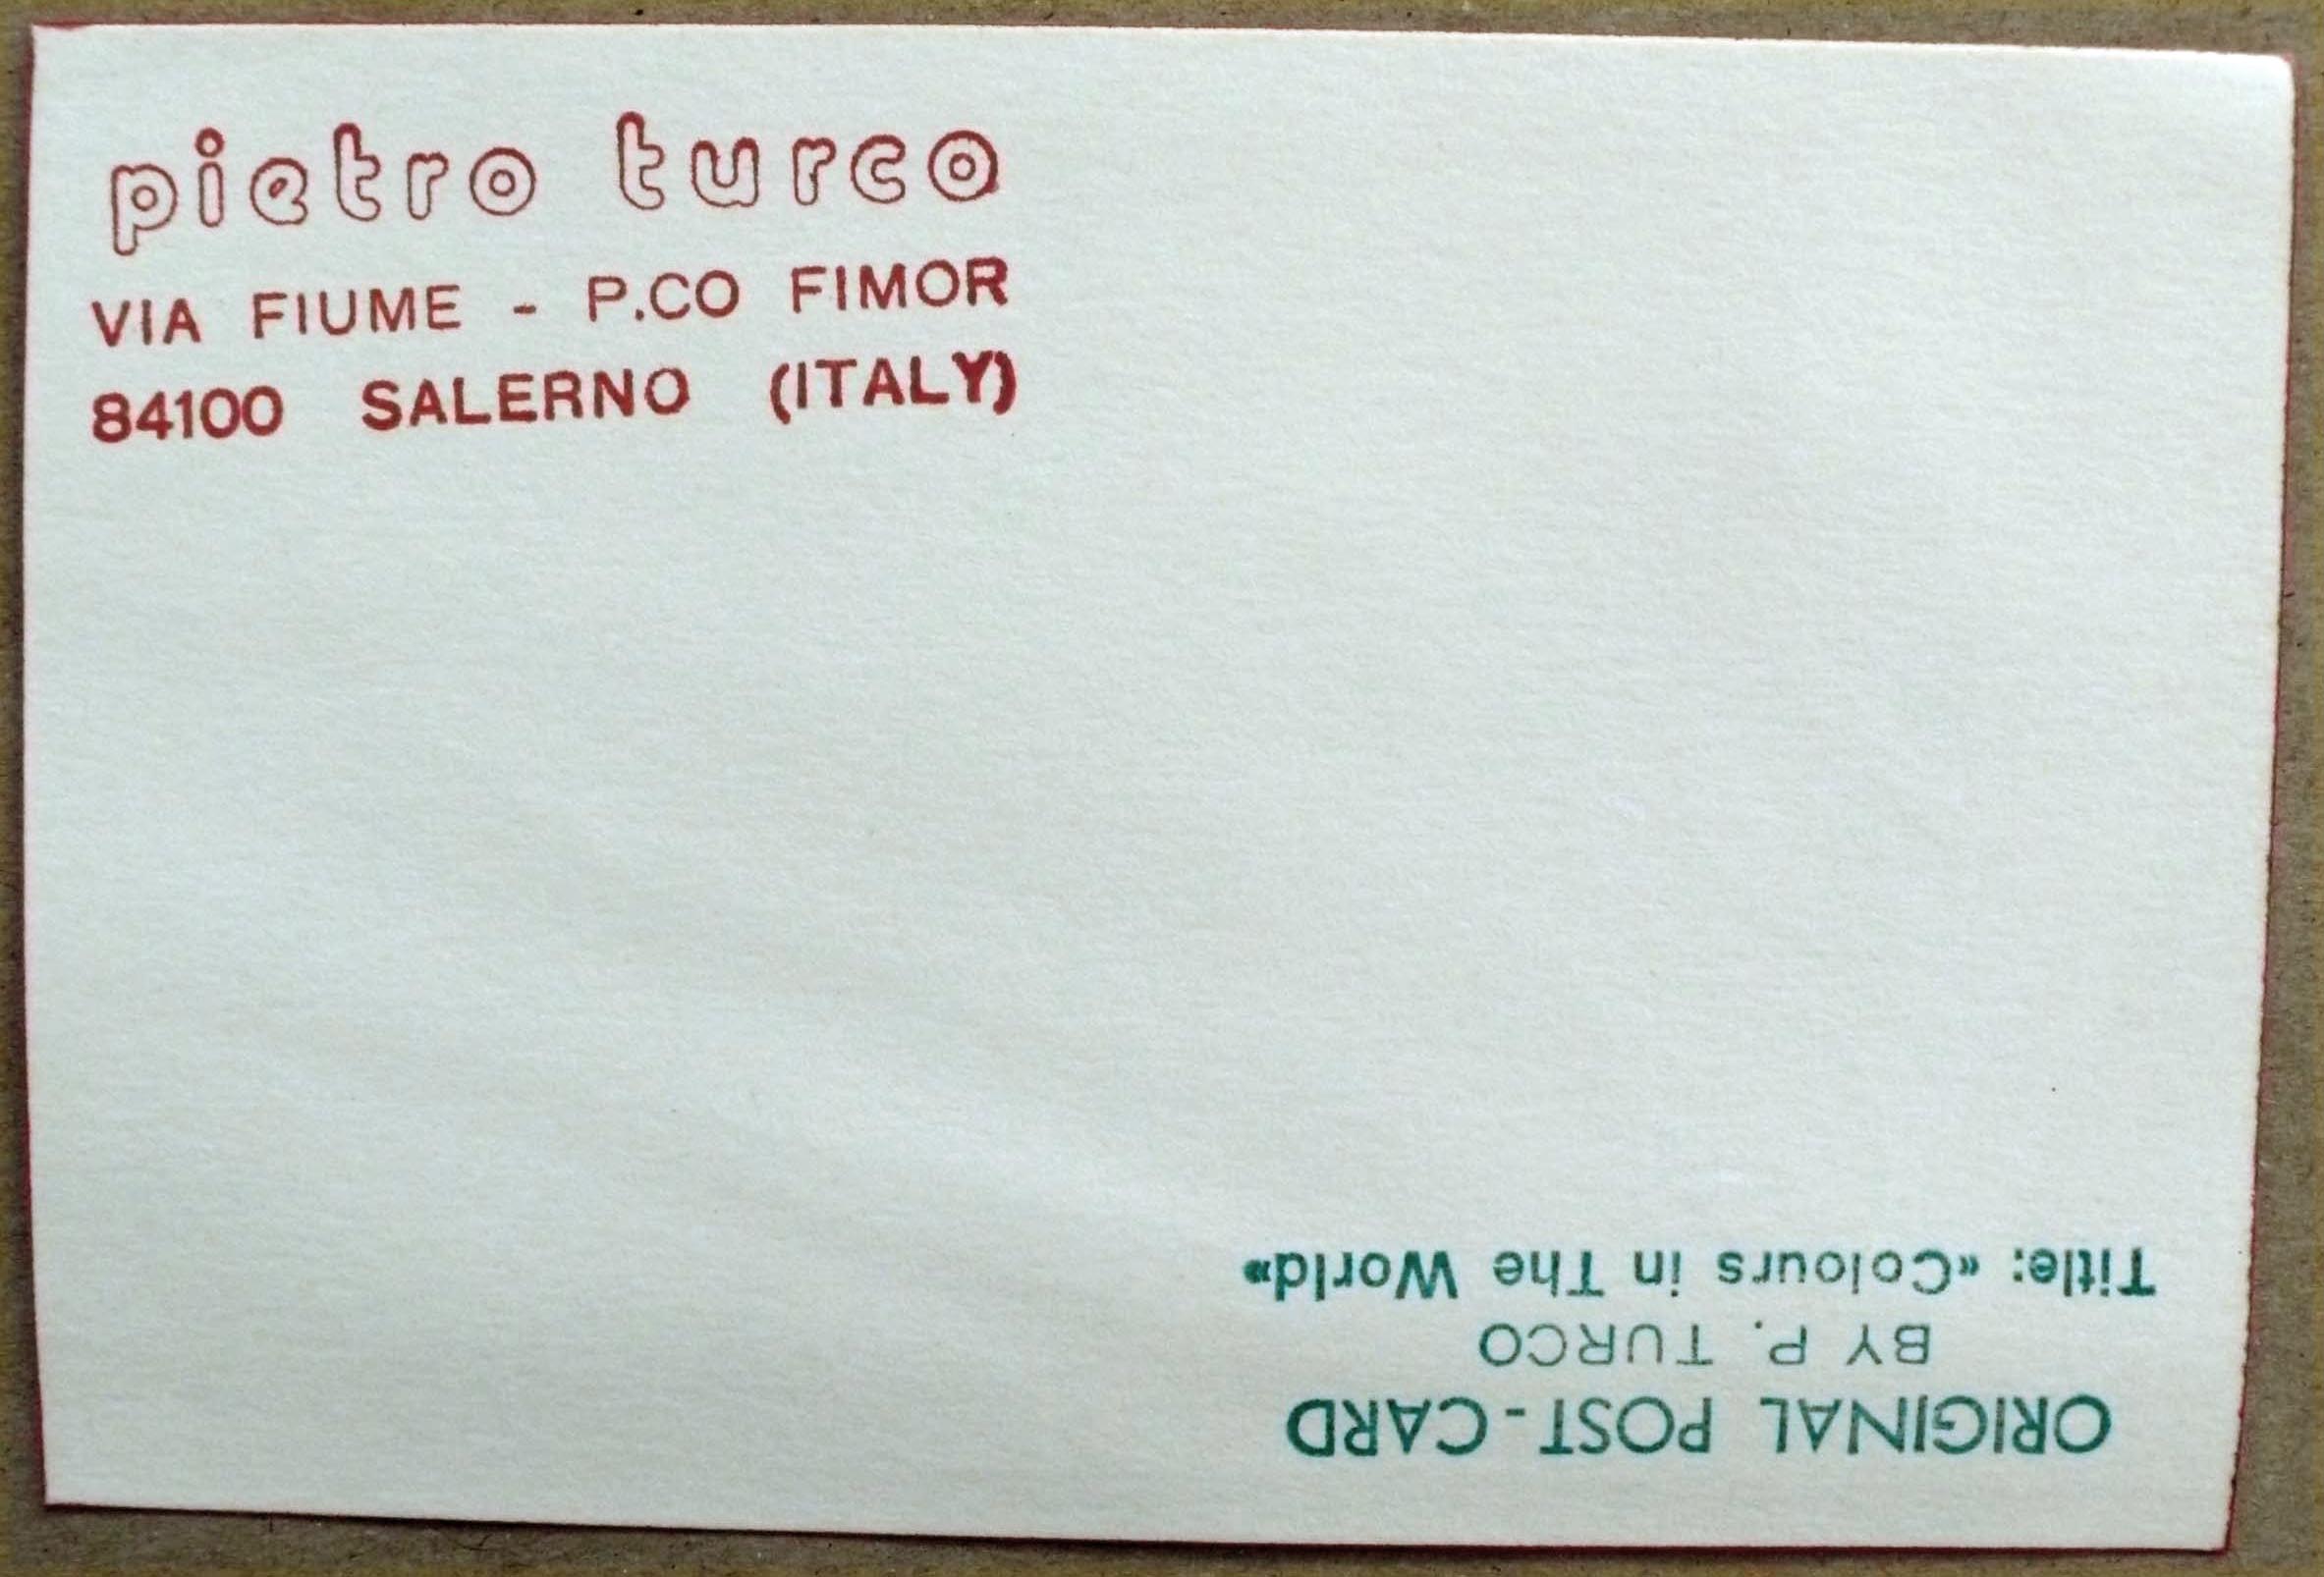 pietro turco
VIA FIUME - P.CO FIMOR
84100 SALERNO (ITALY)
ORIGINAL POST-CARD
BY P. TURCO
Title: «Colours in The World»